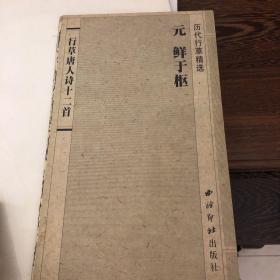 历代行草精选
元 鲜于枢
行草唐人诗十二首
西泠印社出版社